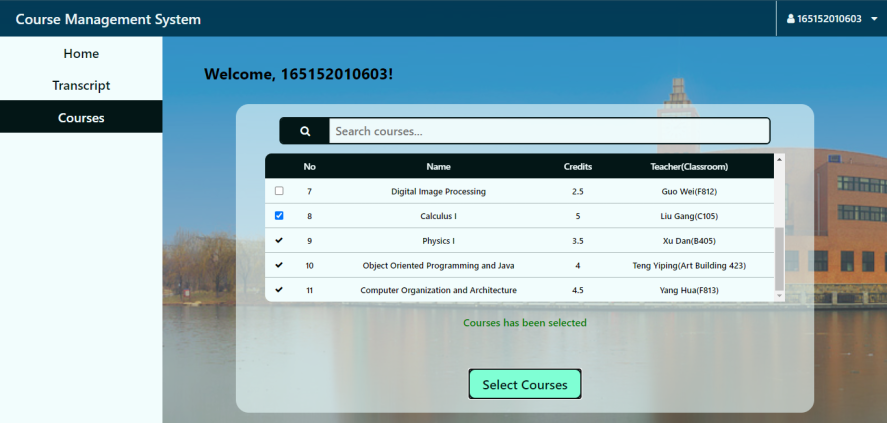 Course Management System
165152010603
Home
Transcript
Courses
Welcome, 165152010603!
Search courses...
No Name Credits Teacher(Classroom)
7 Digital Image Processing 2.5 Guo Wei(F812)
8 Calculus I 5 Liu Gang(C105)
9 Physics I 3.5 Xu Dan(B405)
10 Object Oriented Programming and Java 4 Teng Yiping(Art Building 423)
11 Computer Organization and Architecture 4.5 Yang Hua(F813)
Courses has been selected
Select Courses